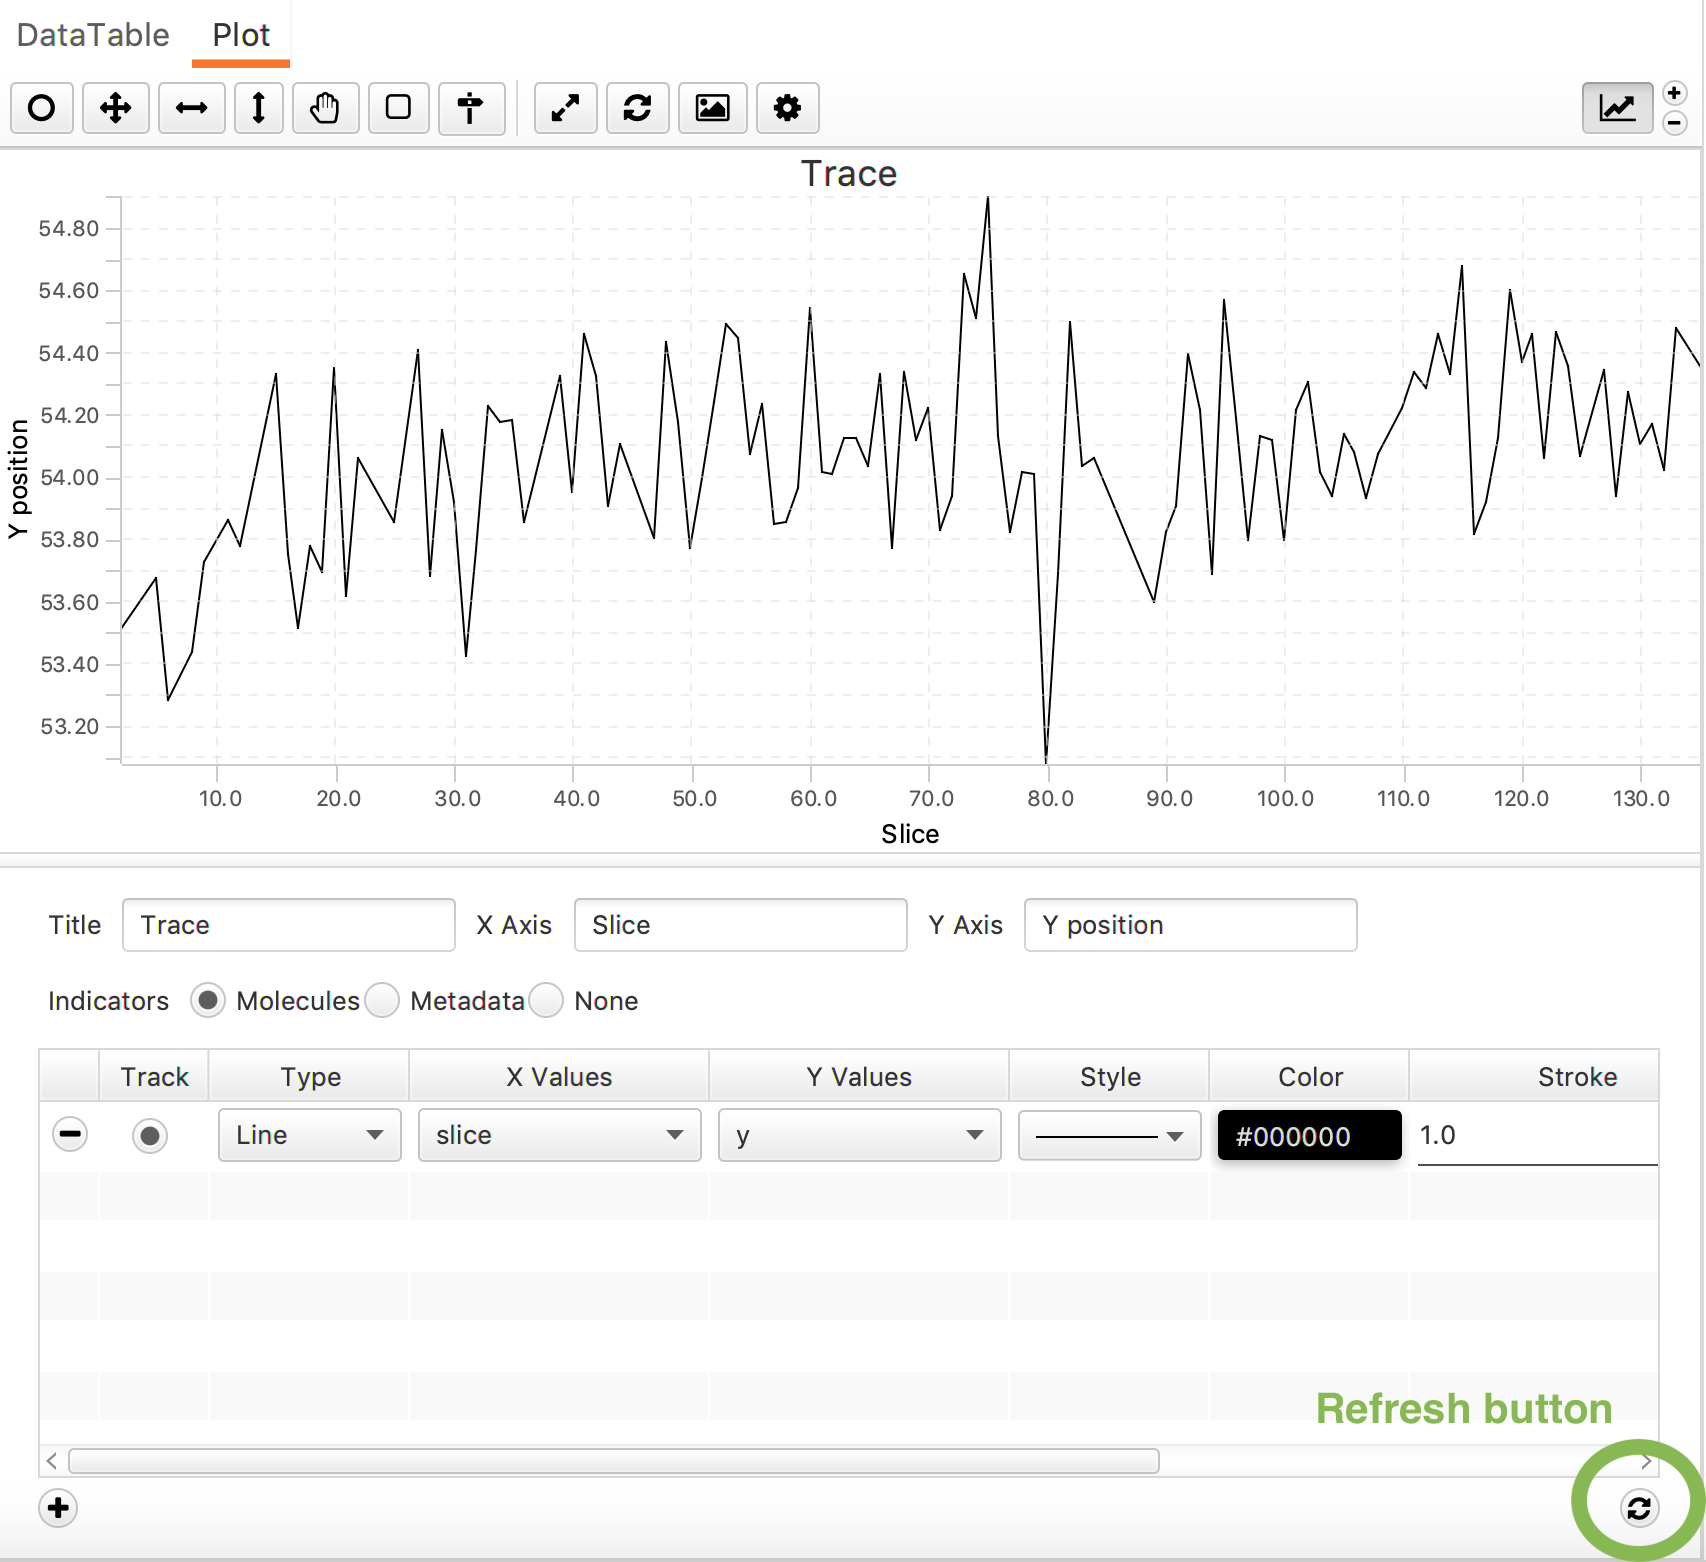 DataTable Plot
Trace
54.80
54.60
54.40
54.20
54.00
53.80
53.60
53.40
53.20
Y position
10.0 20.0 30.0 40.0 50.0 60.0 70.0 80.0 90.0 100.0 110.0 120.0 130.0
Slice
Title Trace X Axis Slice Y Axis Y position
Indicators Molecules Metadata None
Track Type X Values Y Values Style Color Stroke
Line slice y #000000 1.0
Refresh button